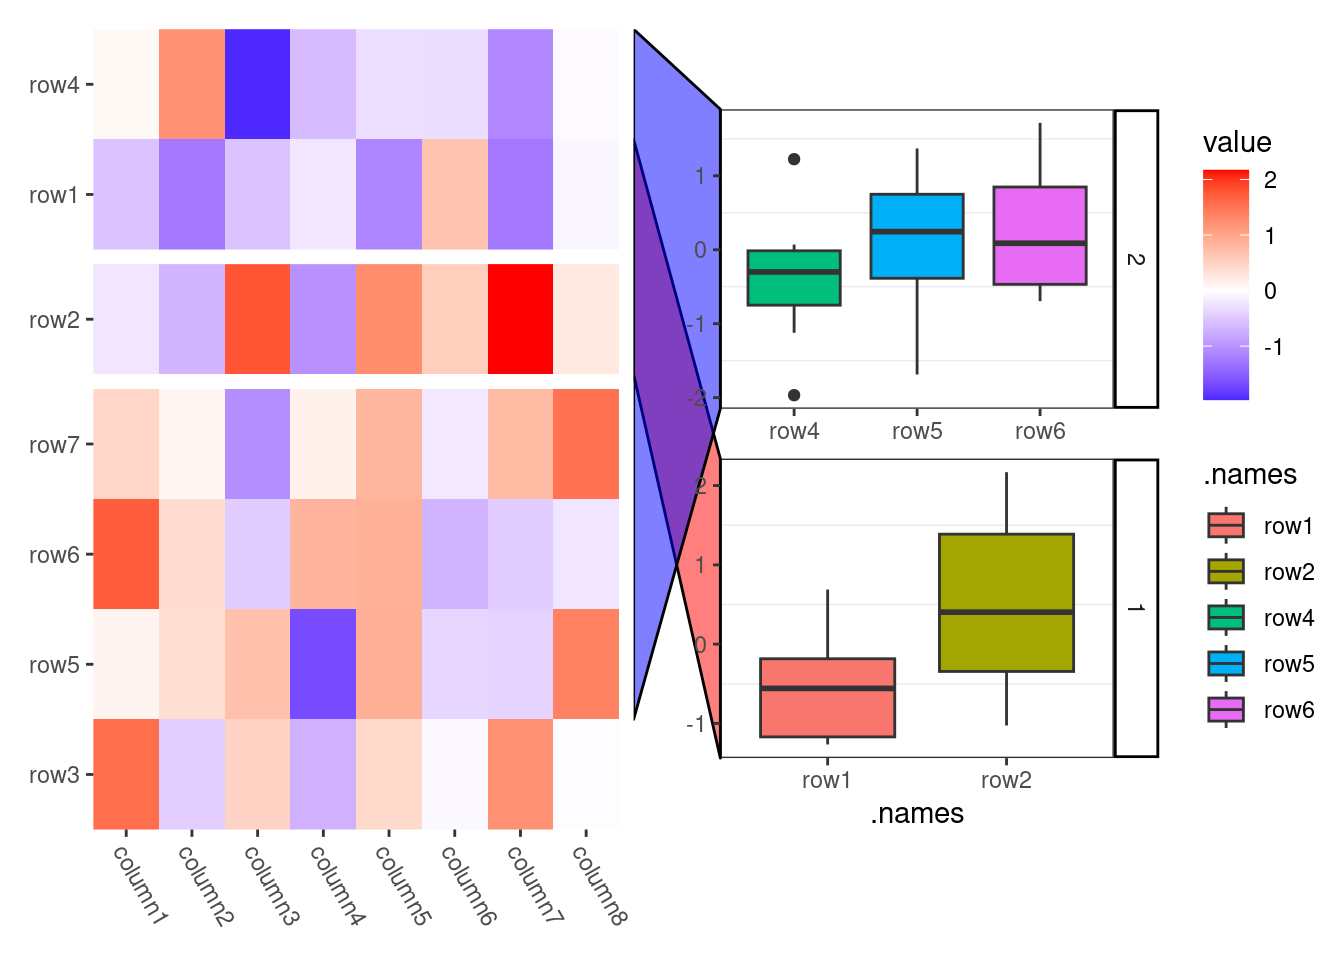 row4
row1
row2
row7
row6
row5
row3
column1
column2
column3
column4
column5
column6
column7
column8
1
0
-1
-2
row4
row5
row6
2
2
1
0
-1
row1
row2
1
.names
value
2
1
0
-1
.names
row1
row2
row4
row5
row6